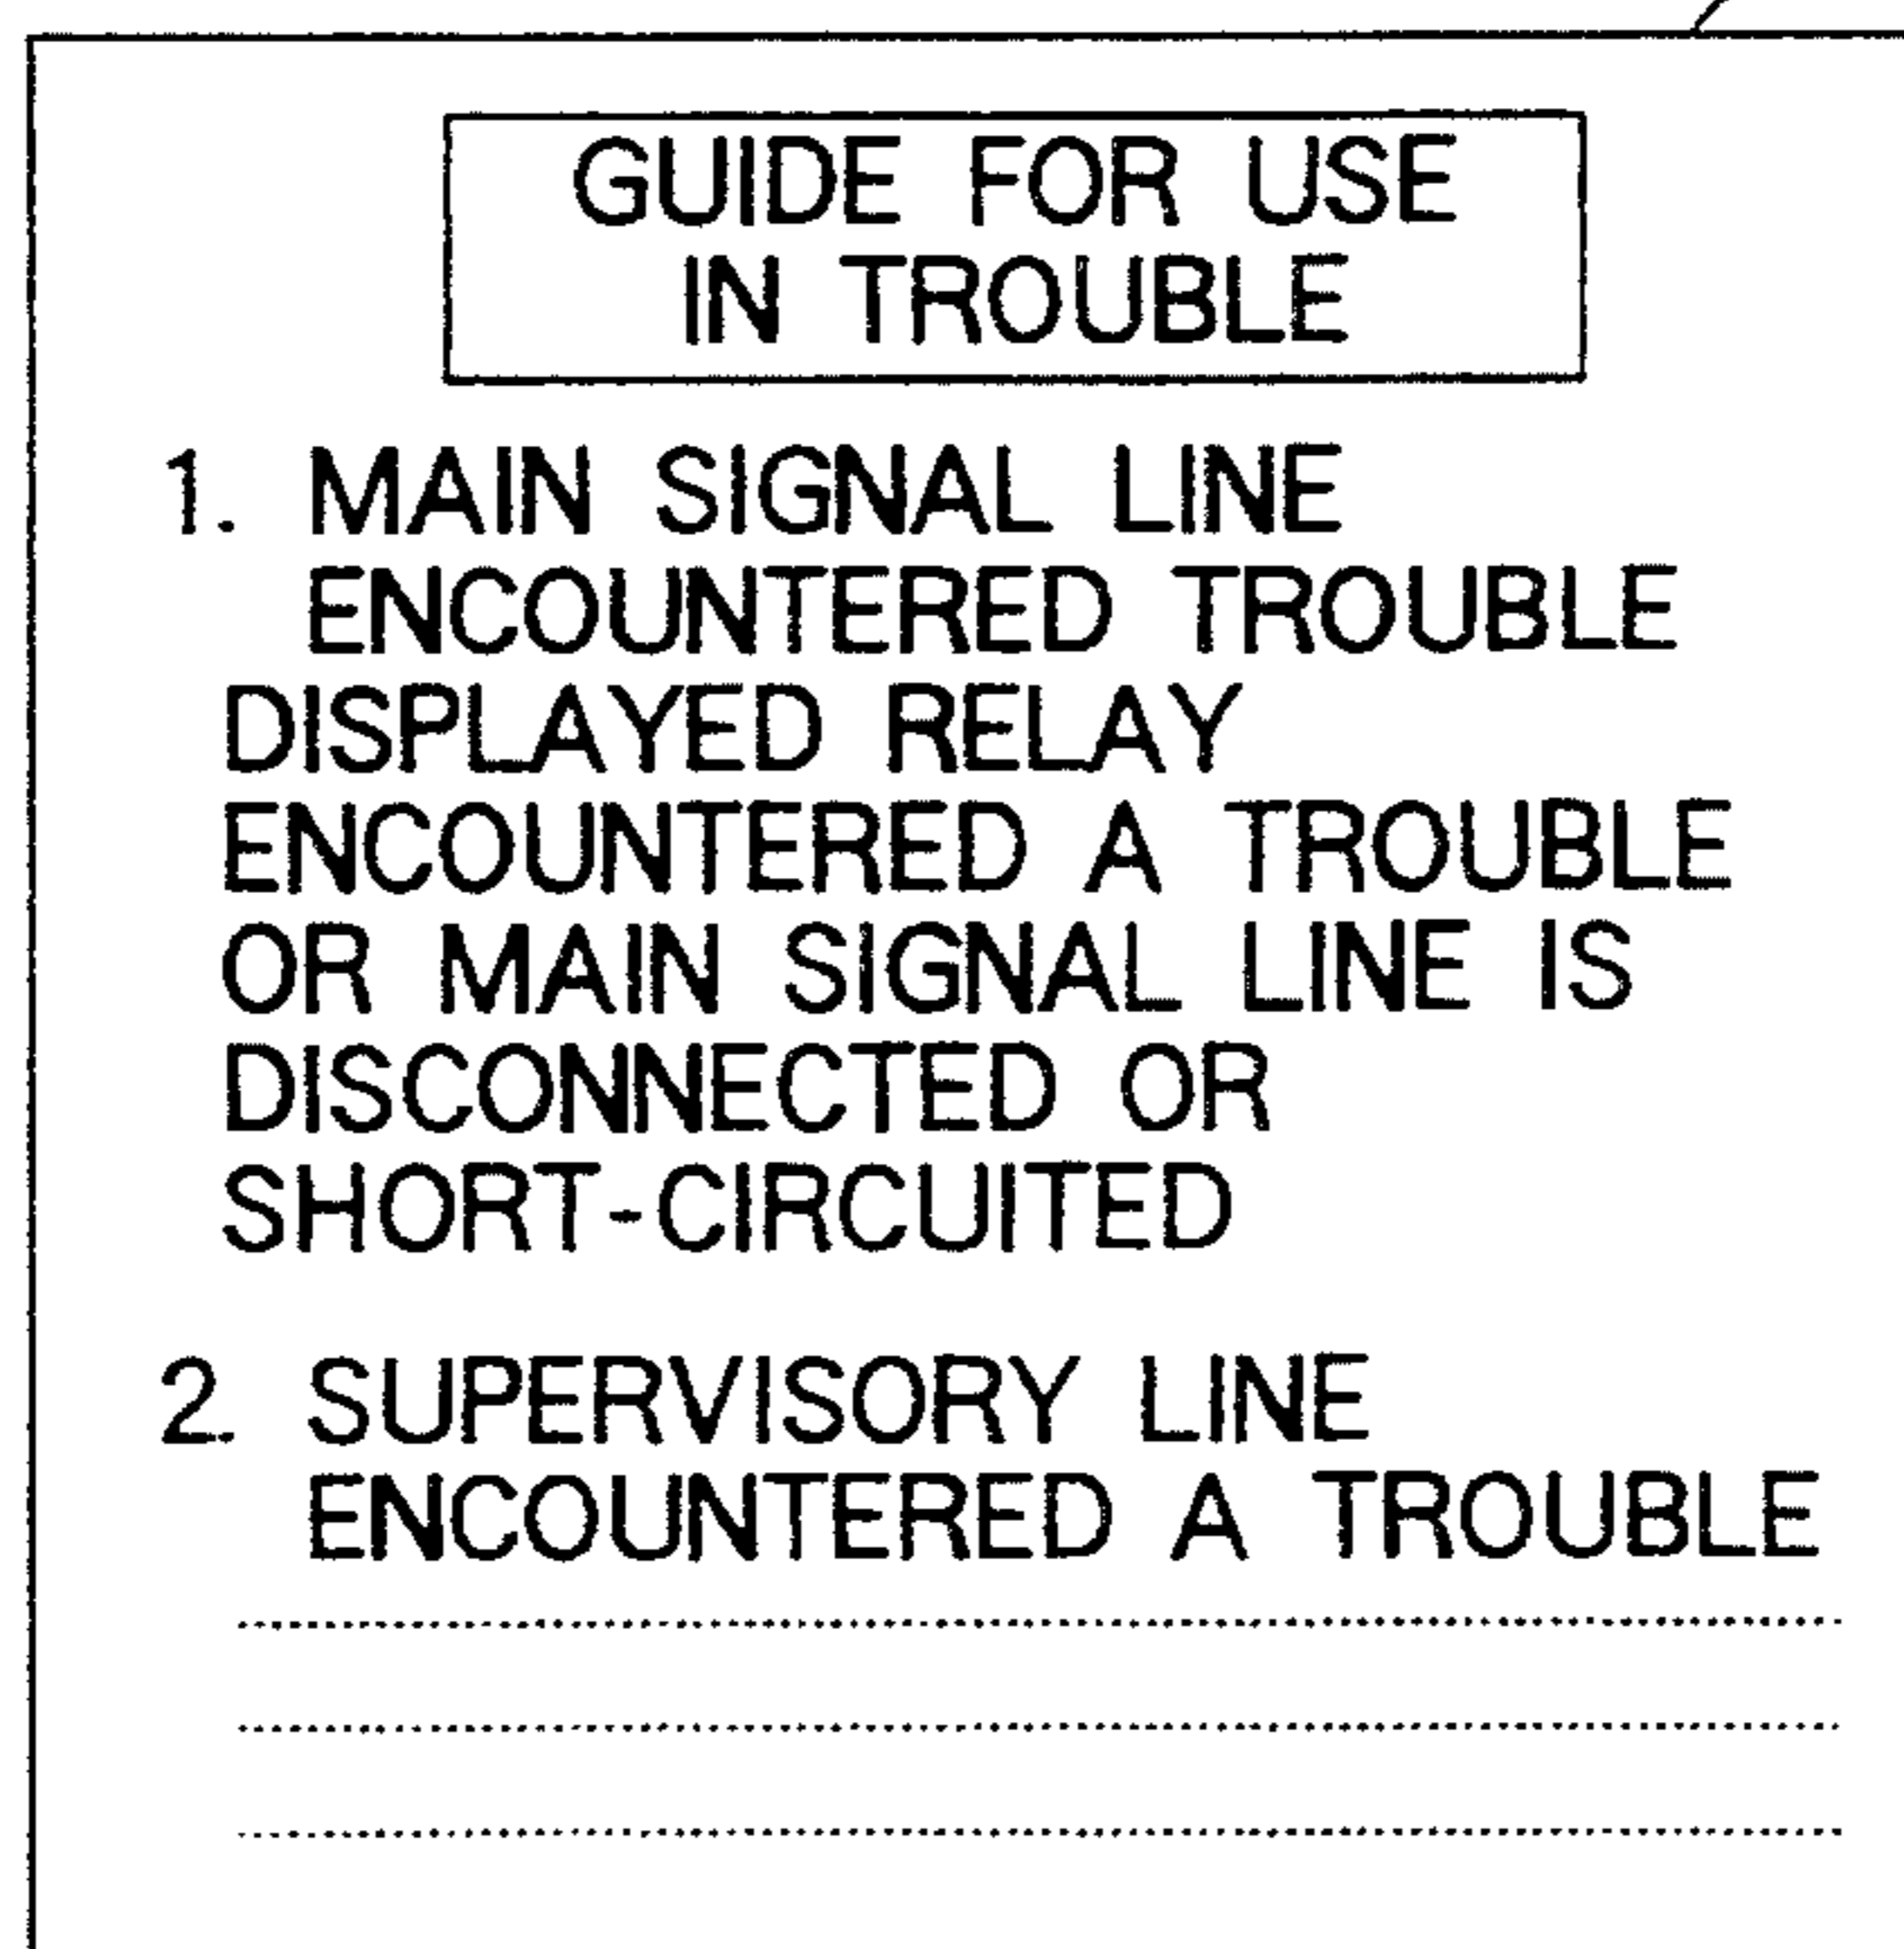 GUIDE FOR USE
IN TROUBLE
1. MAIN SIGNAL LINE
ENCOUNTERED TROUBLE
DISPLAYED RELAY
ENCOUNTERED A TROUBLE
OR MAIN SIGNAL LINE IS
DISCONNECTED OR
SHORT-CIRCUITED
2. SUPERVISORY LINE
ENCOUNTERED A TROUBLE